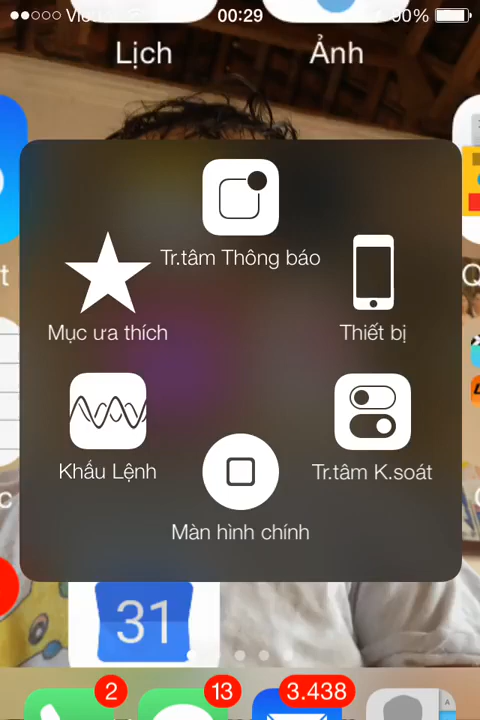 00:29
90%
Lịch
Ảnh
Tr.tâm Thông báo
Mục ưa thích
Thiết bị
Khẩu Lệnh
Tr.tâm K.soát
Màn hình chính
31
2
13
3.438